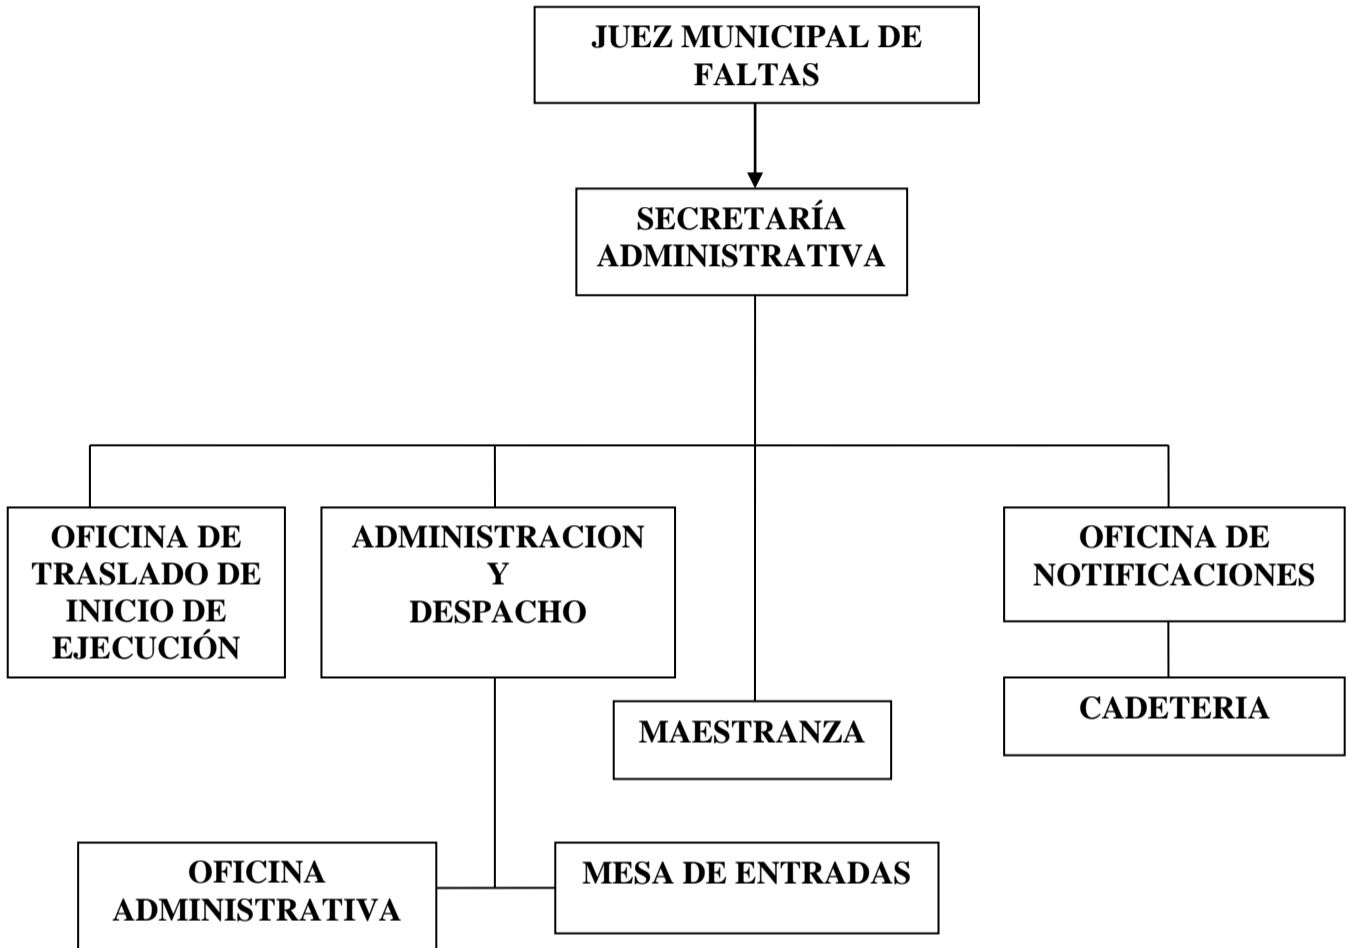 JUEZ MUNICIPAL DE
FALTAS
SECRETARÍA
ADMINISTRATIVA
OFICINA DE
TRASLADO DE
INICIO DE
EJECUCIÓN
ADMINISTRACION
Y
DESPACHO
OFICINA DE
NOTIFICACIONES
MAESTRANZA
CADETERIA
OFICINA
ADMINISTRATIVA
MESA DE ENTRADAS